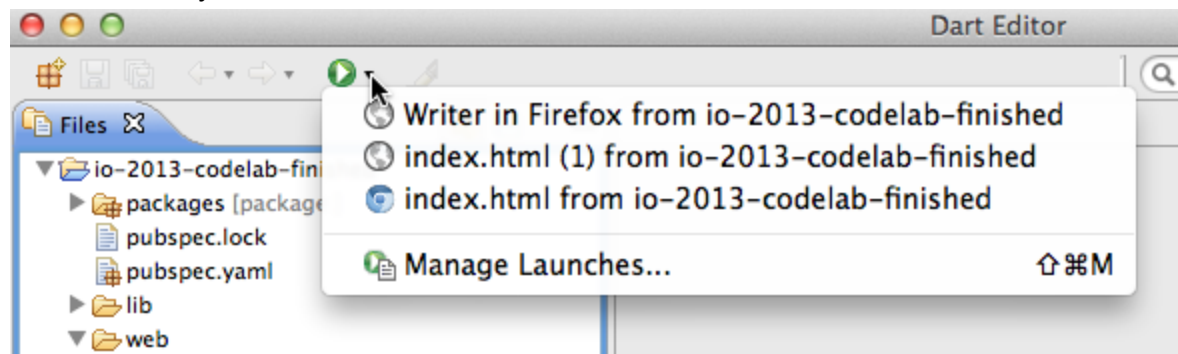 Dart Editor
Files
Writer in Firefox from io-2013-codelab-finished
index.html (1) from io-2013-codelab-finished
index.html from io-2013-codelab-finished
Manage Launches... ⇧⌘M
io-2013-codelab-fini
packages [package
pubspec.lock
pubspec.yaml
lib
web